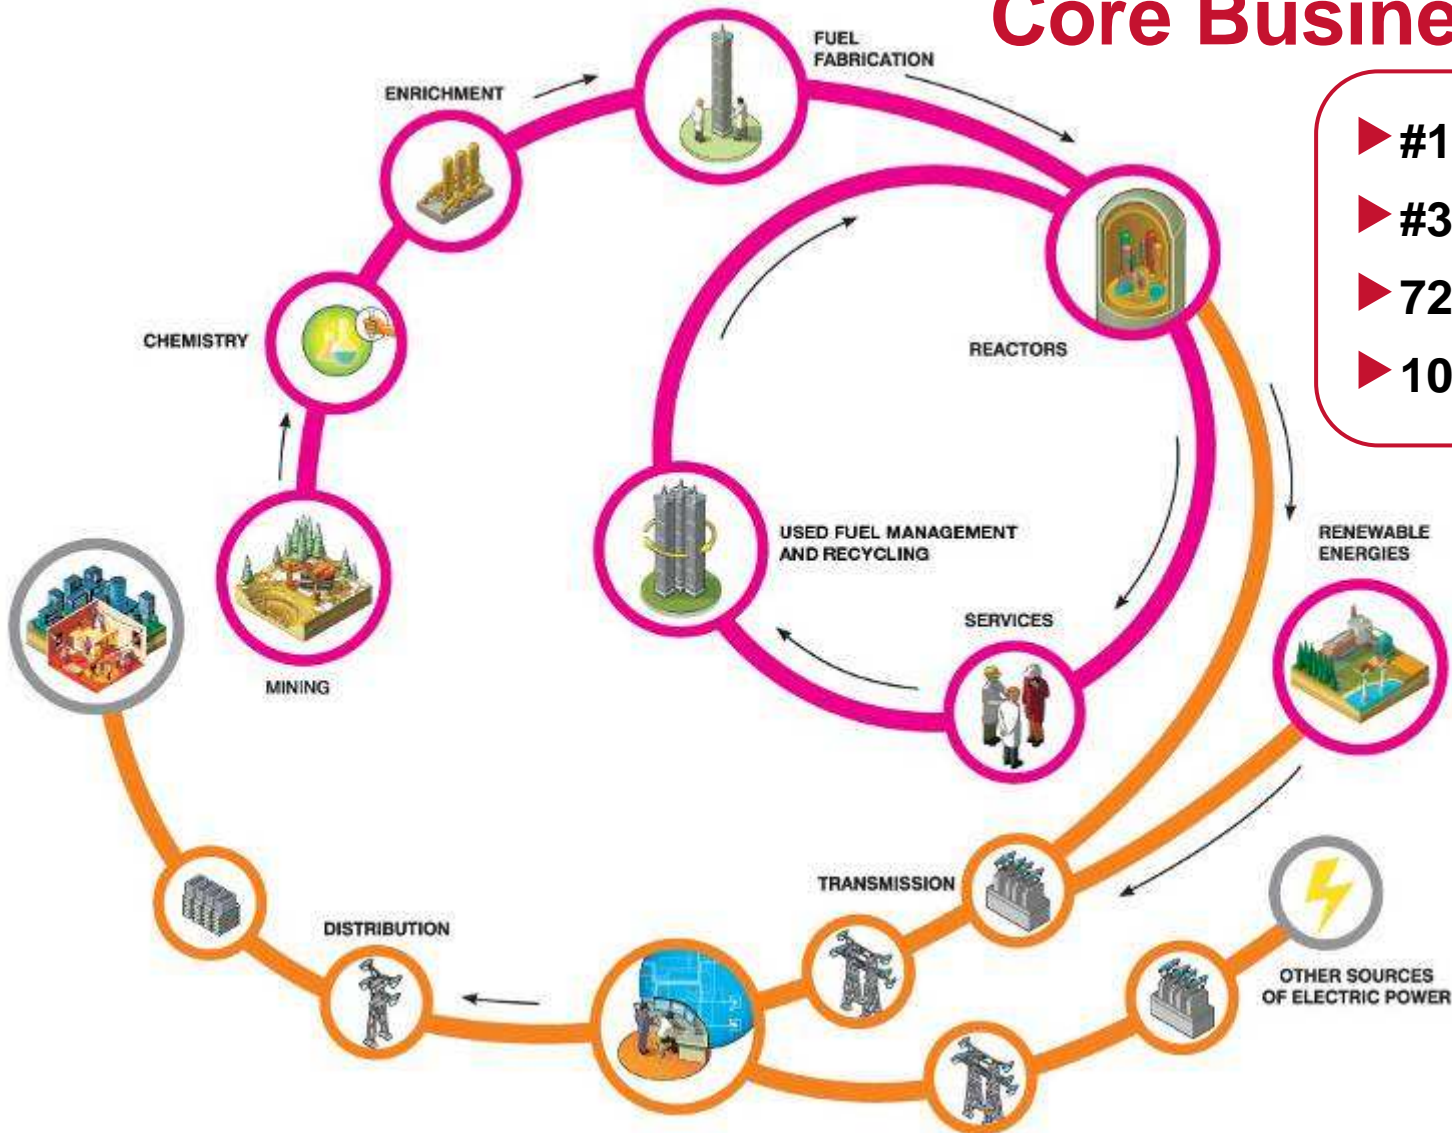 Core Busine
FUEL
FABRICATION
ENRICHMENT
#1
#3
72
10
CHEMISTRY
REACTORS
USED FUEL MANAGEMENT
AND RECYCLING
RENEWABLE
ENERGIES
SERVICES
MINING
TRANSMISSION
DISTRIBUTION
OTHER SOURCES
OF ELECTRIC POWER